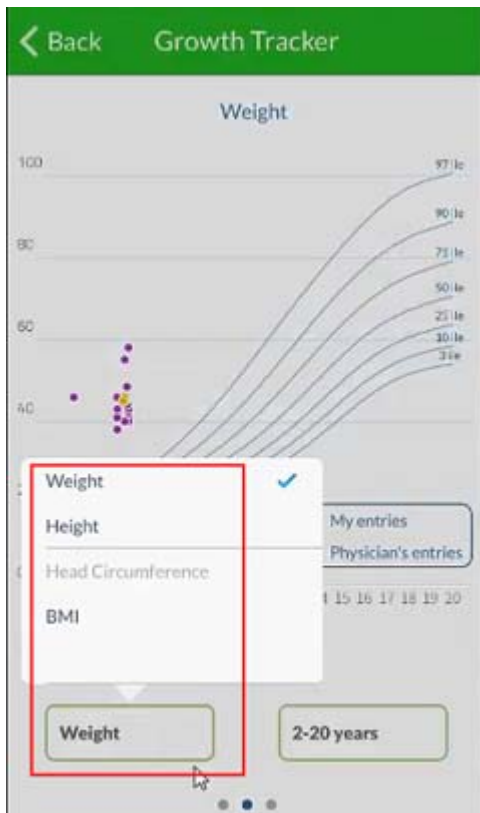 Back Growth Tracker
Weight
100
97 ile
90 ile
80
75 ile
50 ile
60
25 ile
10 ile
3 ile
40
Weight
Height
My entries
Physician's entries
Head Circumference
15 16 17 18 19 20
BMI
Weight
2-20 years